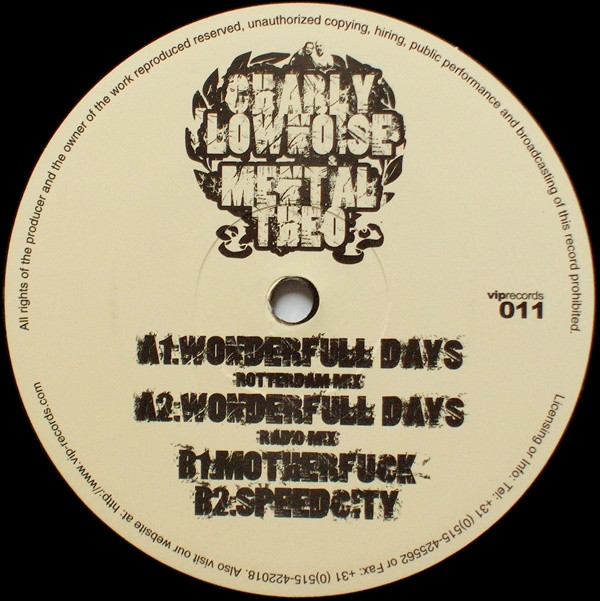 CHARLY
LOWNOISE
&
MENTAL
THEO
viprecords
011
A1:WONDERFULL DAYS
ROTTERDAM MIX
A2:WONDERFULL DAYS
RADIO MIX
B1:MOTHERFUCK
B2:SPEEDCITY
All rights of the producer and the owner of the work reproduced reserved, unauthorized copying, hiring, public performance and broadcasting of this record prohibited.
Licensing or info: Tel: +31 (0)515-425562 or Fax: +31 (0)515-422018. Also visit our website at: http://www.vip-records.com